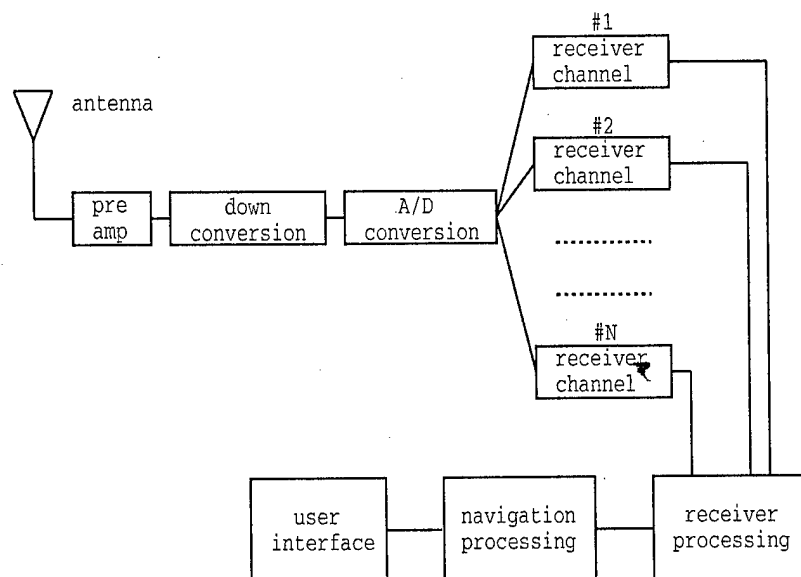 #1
receiver
channel
antenna
#2
receiver
channel
pre
amp
down
conversion
A/D
conversion
#N
receiver
channel
user
interface
navigation
processing
receiver
processing